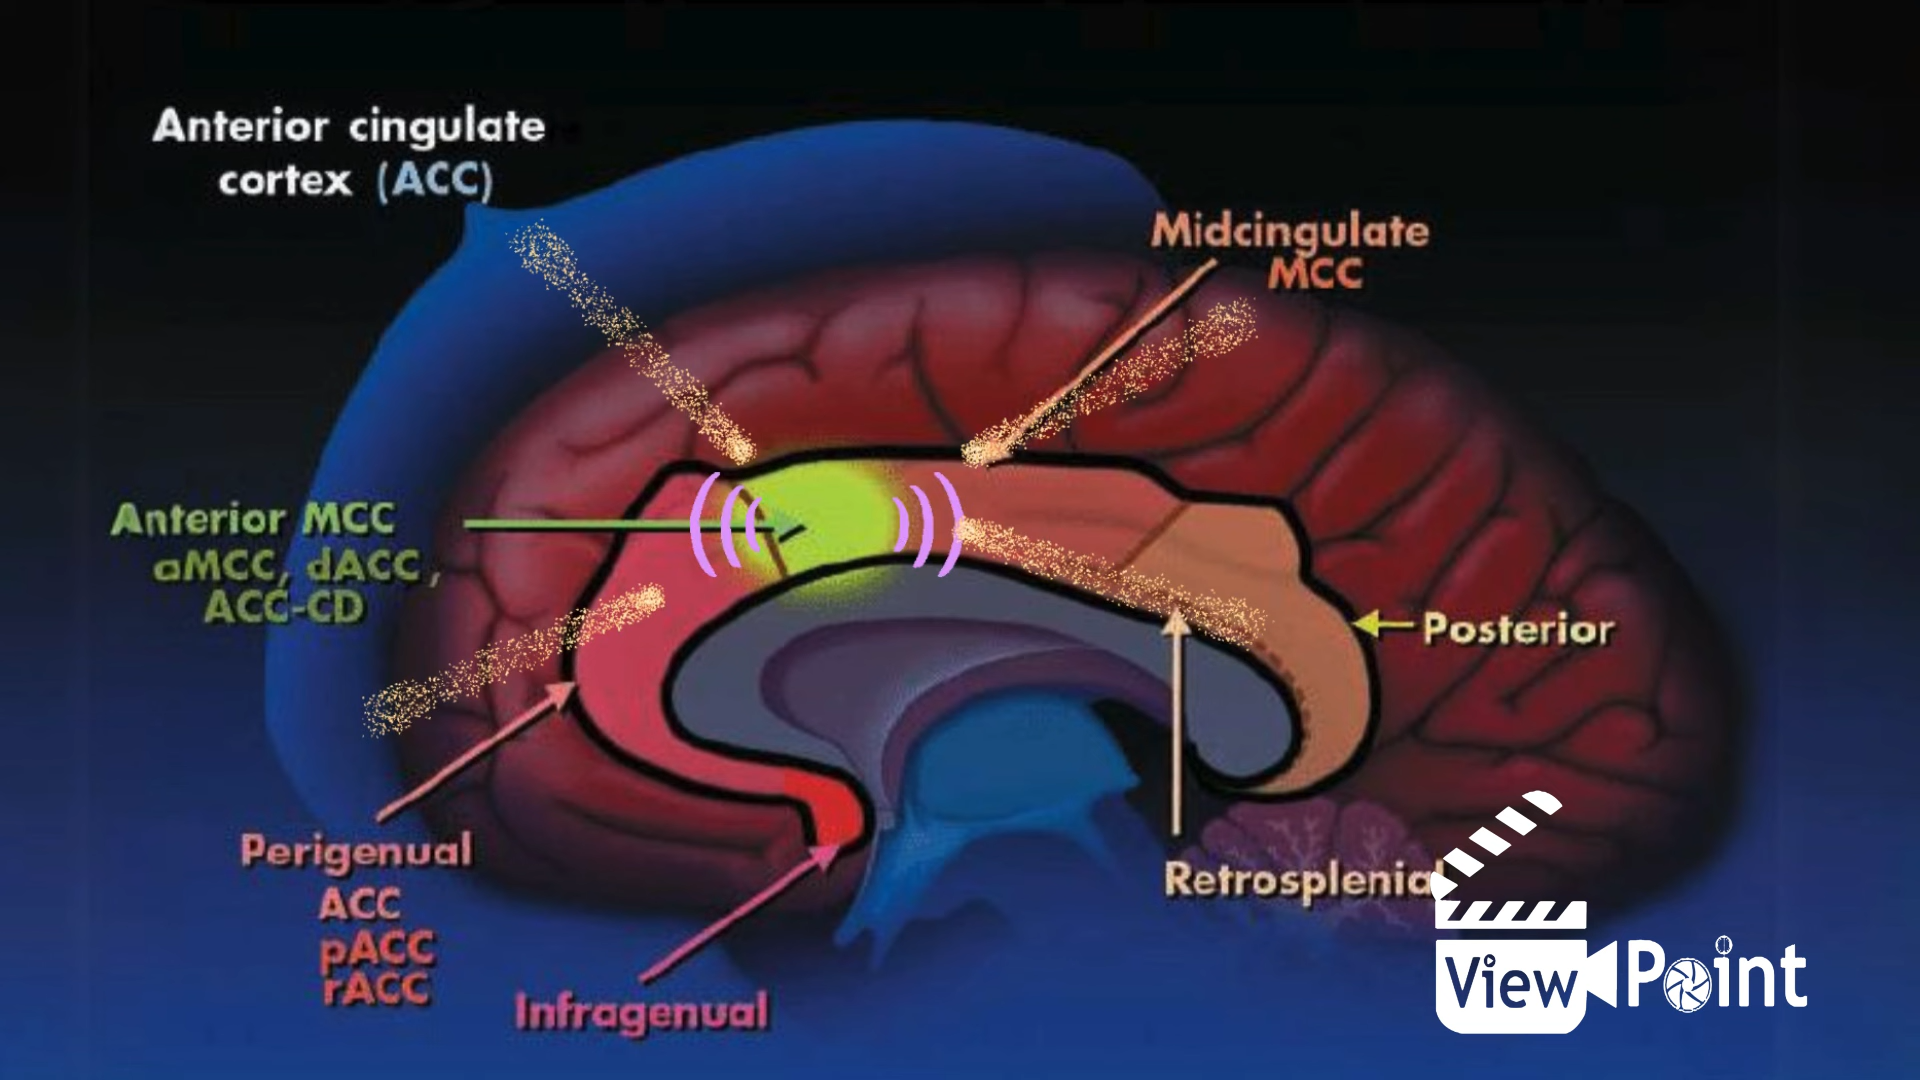 Anterior cingulate
cortex (ACC)
Midcingulate
MCC
Anterior MCC
aMCC, dACC,
ACC-CD
Posterior
Perigenual
ACC
pACC
rACC
Retrosplenial
Infragenual
View Point